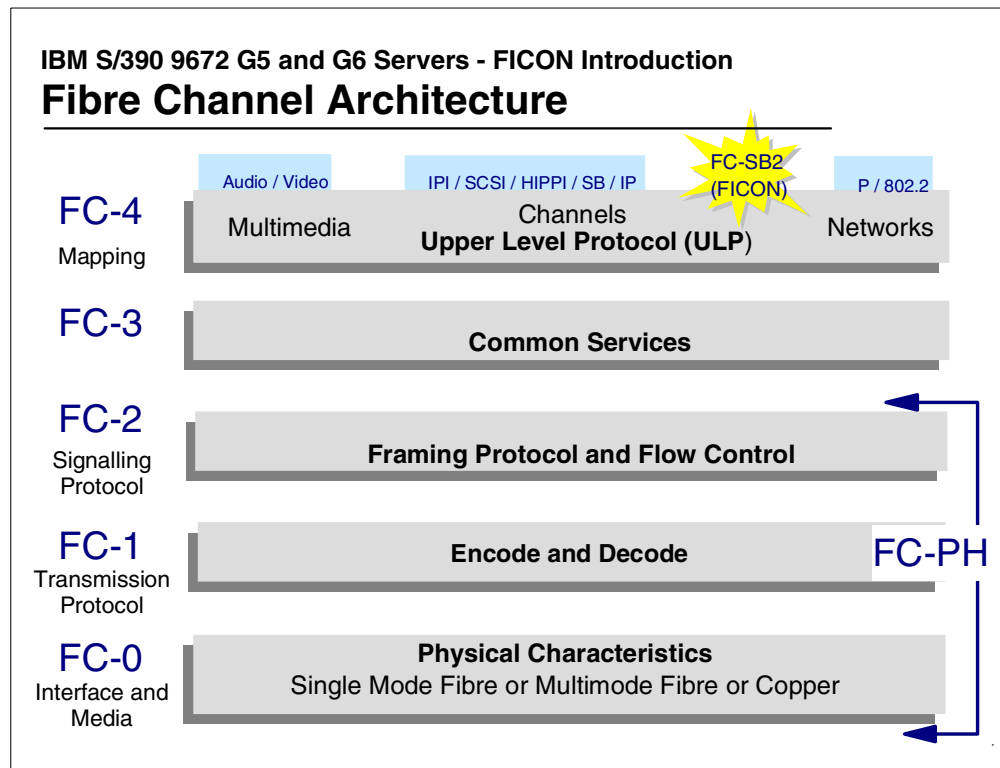 IBM S/390 9672 G5 and G6 Servers - FICON Introduction
Fibre Channel Architecture
FC-4
Mapping
Audio / Video
Multimedia
IPI / SCSI / HIPPI / SB / IP
Channels
Upper Level Protocol (ULP)
FC-SB2
(FICON)
P / 802.2
Networks
FC-3
Common Services
FC-2
Signalling
Protocol
Framing Protocol and Flow Control
FC-1
Transmission
Protocol
Encode and Decode
FC-PH
FC-0
Interface and
Media
Physical Characteristics
Single Mode Fibre or Multimode Fibre or Copper